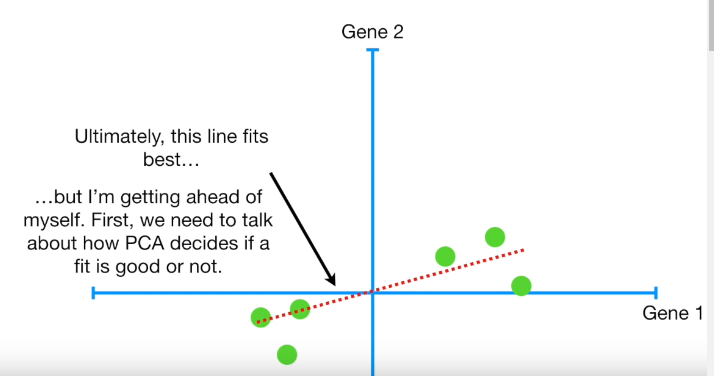 Gene 2
Ultimately, this line fits
best…
…but I'm getting ahead of
myself. First, we need to talk
about how PCA decides if a
fit is good or not.
Gene 1